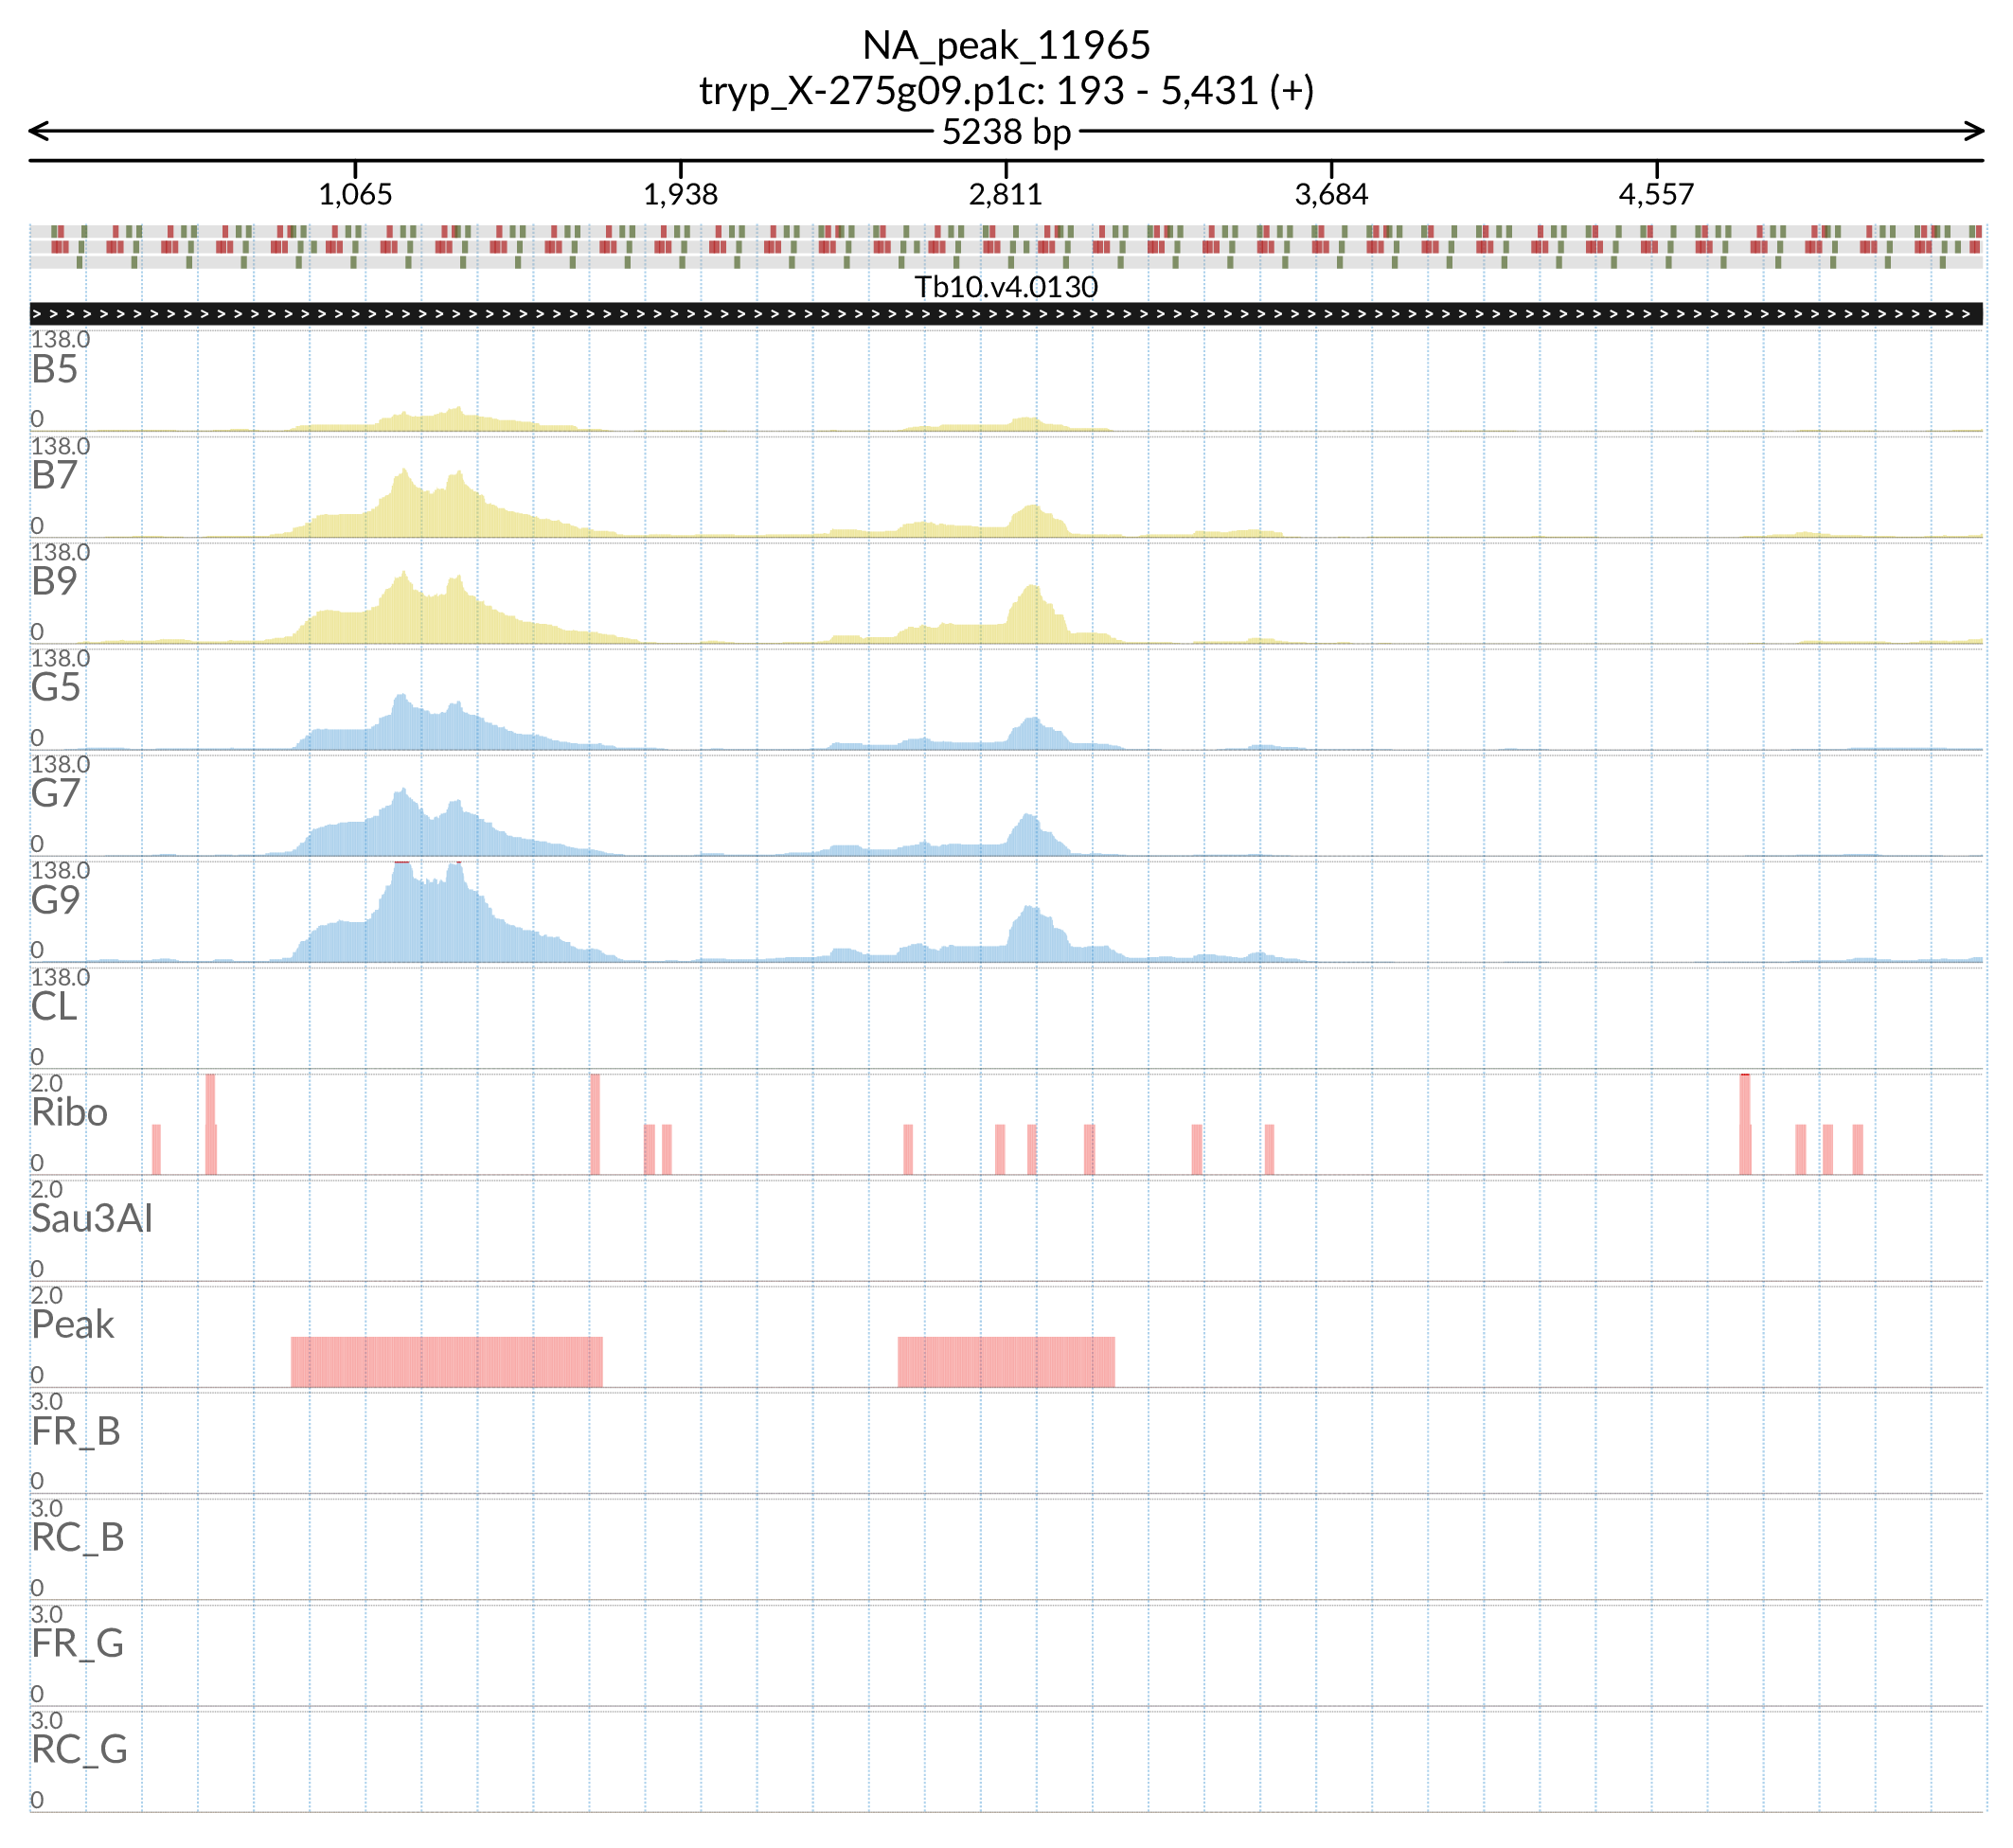 NA_peak_11965
tryp_X-275g09.p1c: 193 - 5,431 (+)
5238 bp
1,065 1,938 2,811 3,684 4,557
Tb10.v4.0130
138.0
B5
0
138.0
B7
0
138.0
B9
0
138.0
G5
0
138.0
G7
0
138.0
G9
0
138.0
CL
0
2.0
Ribo
0
2.0
Sau3AI
0
2.0
Peak
0
3.0
FR_B
0
3.0
RC_B
0
3.0
FR_G
0
3.0
RC_G
0